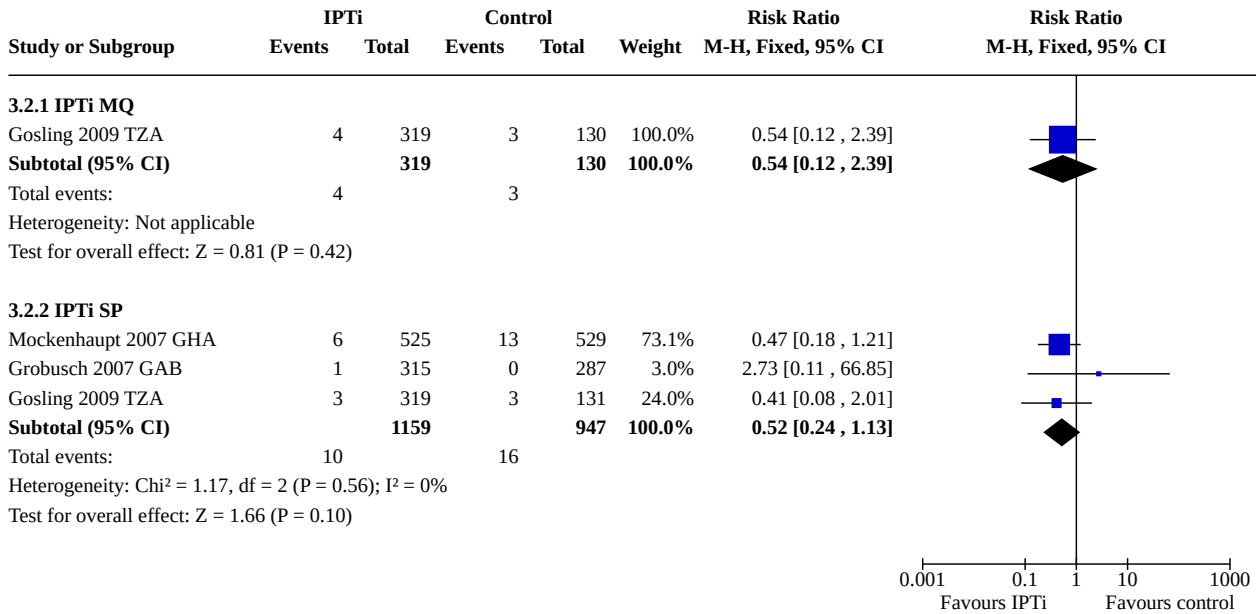 IPTi Control Risk Ratio Risk Ratio
Study or Subgroup Events Total Events Total Weight M-H, Fixed, 95% CI M-H, Fixed, 95% CI
3.2.1 IPTi MQ
Gosling 2009 TZA 4 319 3 130 100.0% 0.54 [0.12 , 2.39]
Subtotal (95% CI) 319 130 100.0% 0.54 [0.12 , 2.39]
Total events: 4 3
Heterogeneity: Not applicable
Test for overall effect: Z = 0.81 (P = 0.42)
3.2.2 IPTi SP
Mockenhaupt 2007 GHA 6 525 13 529 73.1% 0.47 [0.18 , 1.21]
Grobusch 2007 GAB 1 315 0 287 3.0% 2.73 [0.11 , 66.85]
Gosling 2009 TZA 3 319 3 131 24.0% 0.41 [0.08 , 2.01]
Subtotal (95% CI) 1159 947 100.0% 0.52 [0.24 , 1.13]
Total events: 10 16
Heterogeneity: Chi² = 1.17, df = 2 (P = 0.56); I² = 0%
Test for overall effect: Z = 1.66 (P = 0.10)
0.001 0.1 1 10 1000
Favours IPTi Favours control